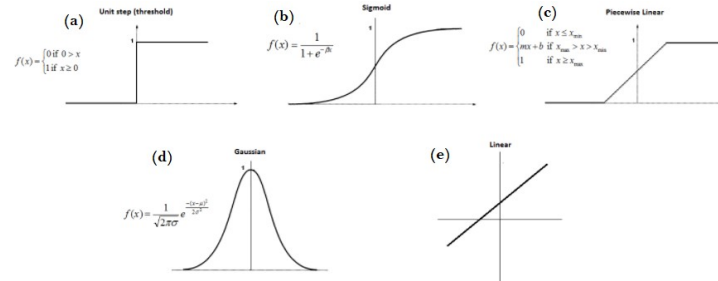 (a) Unit step (threshold)
f(x)={0 if 0 > x
1 if x ≥ 0
1
(b) Sigmoid
f(x)=1/(1+e^{-βx})
1
(c) Piecewise Linear
f(x)={0 if x ≤ x_min
mx+b if x_max > x > x_min
1 if x ≥ x_max
1
(d) Gaussian
f(x)=1/√(2πσ) e^{-(x-μ)²/2σ²}
1
(e) Linear